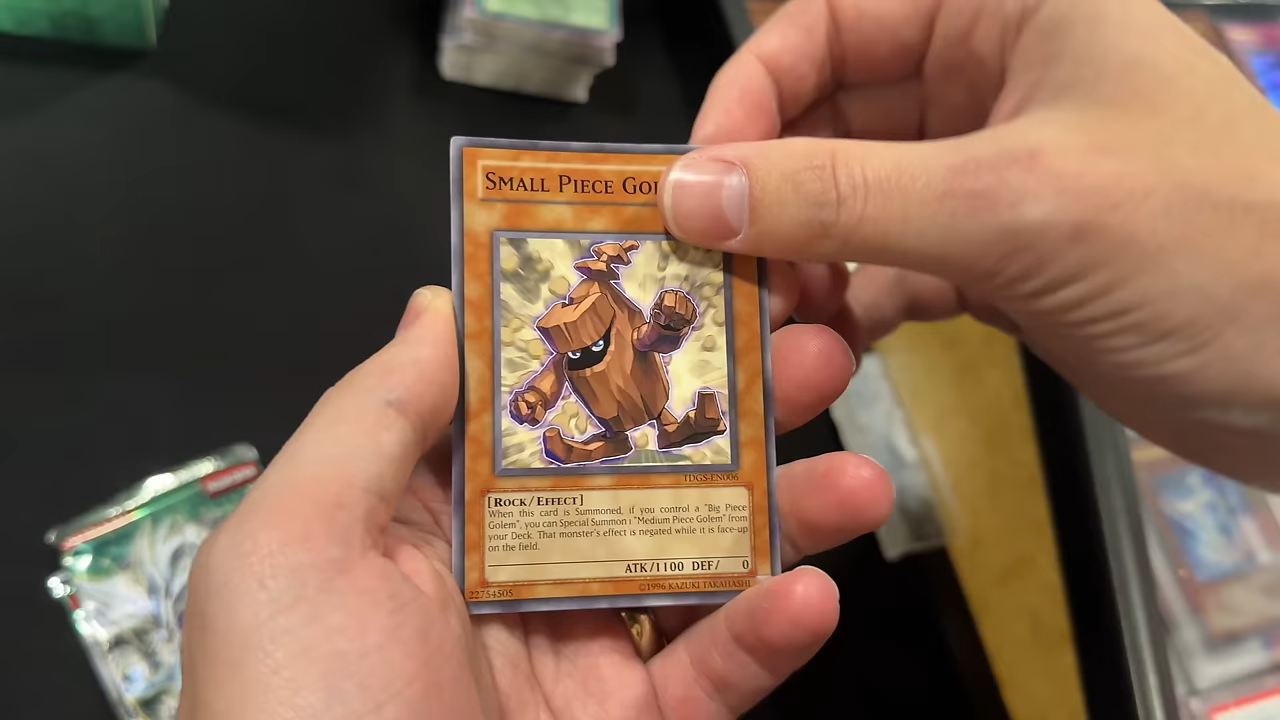 SMALL PIECE GOL
TDGS-EN006
[ROCK/EFFECT]
When this card is Summoned, if you control a "Big Piece
Golem", you can Special Summon 1 "Medium Piece Golem" from
your Deck. That monster's effect is negated while it is face-up
on the field.
ATK/1100 DEF/ 0
22754505 ©1996 KAZUKI TAKAHASHI